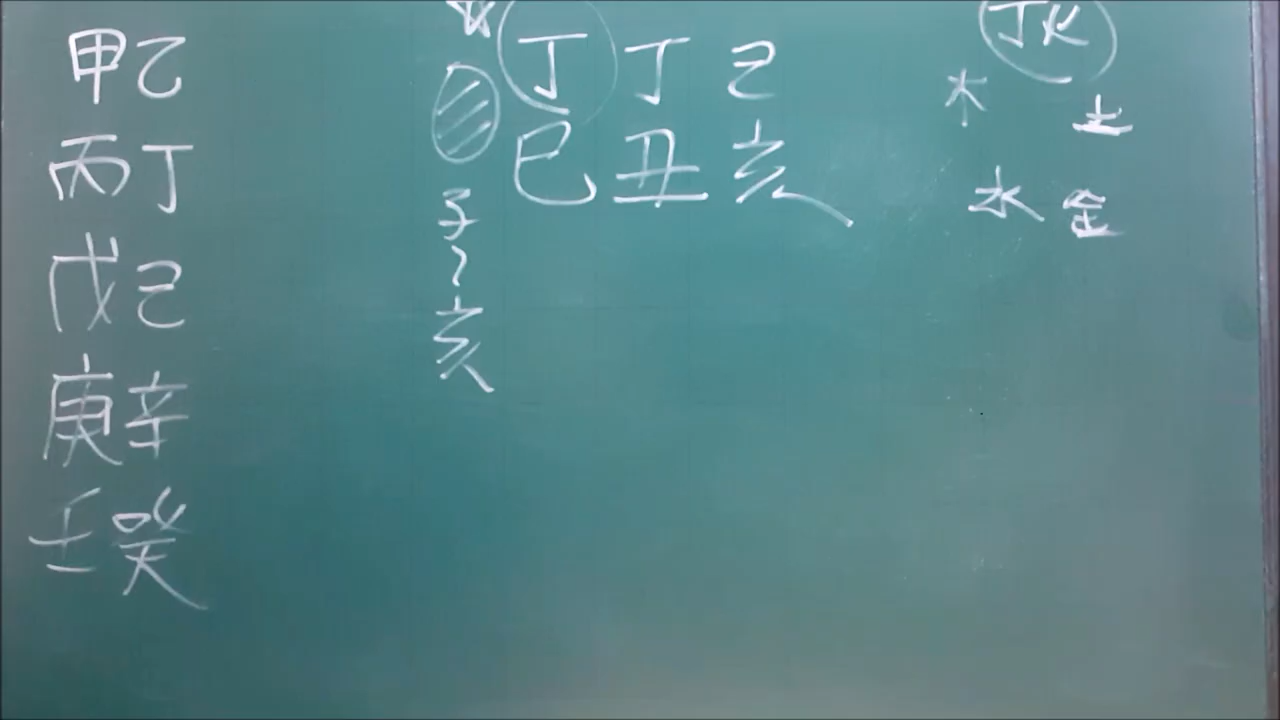 甲乙
丙丁
戊己
庚辛
壬癸
丁丁己
巳丑亥
子
~
亥
丁火
木 土
水 金